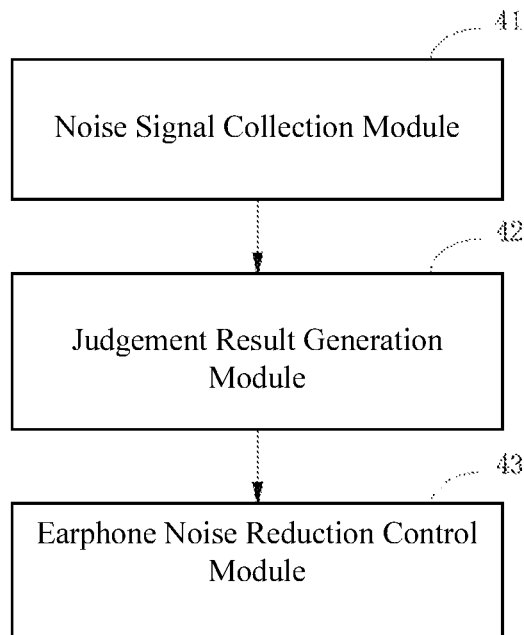 41
Noise Signal Collection Module
42
Judgement Result Generation
Module
43
Earphone Noise Reduction Control
Module